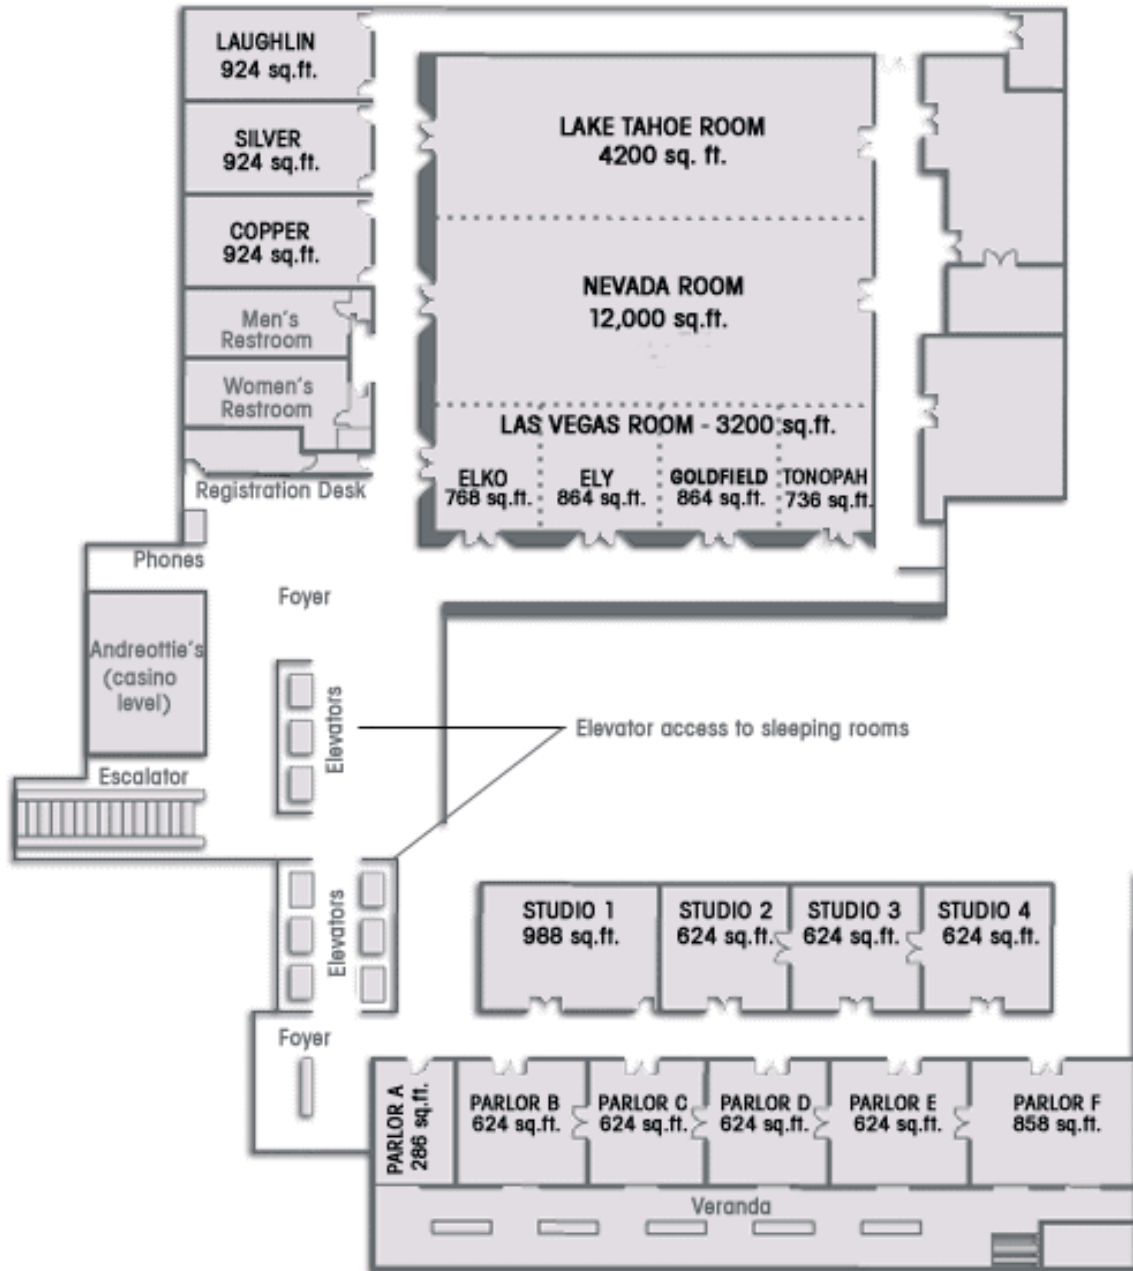 LAUGHLIN
924 sq.ft.
SILVER
924 sq.ft.
COPPER
924 sq.ft.
Men's
Restroom
Women's
Restroom
Registration Desk
Phones
LAKE TAHOE ROOM
4200 sq. ft.
NEVADA ROOM
12,000 sq.ft.
LAS VEGAS ROOM - 3200 sq.ft.
ELKO
768 sq.ft.
ELY
864 sq.ft.
GOLDFIELD
864 sq.ft.
TONOPAH
736 sq.ft.
Foyer
Andreottie's
(casino
level)
Elevators
Elevator access to sleeping rooms
Escalator
Elevators
Foyer
STUDIO 1
988 sq.ft.
STUDIO 2
624 sq.ft.
STUDIO 3
624 sq.ft.
STUDIO 4
624 sq.ft.
PARLOR A
286 sq.ft.
PARLOR B
624 sq.ft.
PARLOR C
624 sq.ft.
PARLOR D
624 sq.ft.
PARLOR E
624 sq.ft.
PARLOR F
858 sq.ft.
Veranda